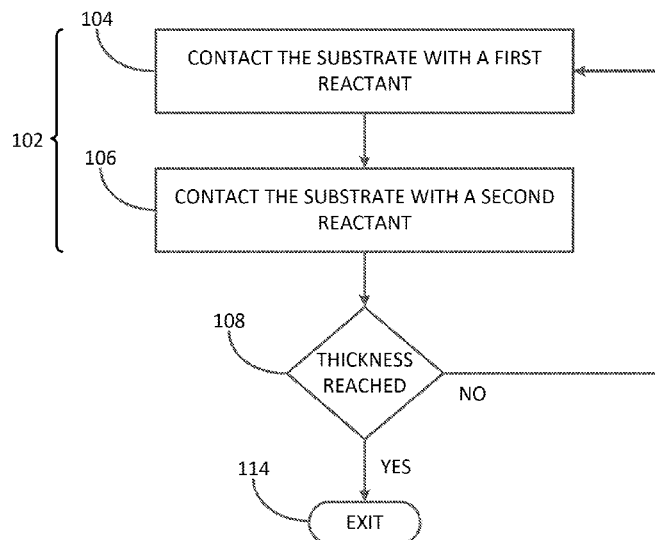 104
CONTACT THE SUBSTRATE WITH A FIRST
REACTANT
102
106
CONTACT THE SUBSTRATE WITH A SECOND
REACTANT
108
THICKNESS
REACHED
NO
YES
114
EXIT